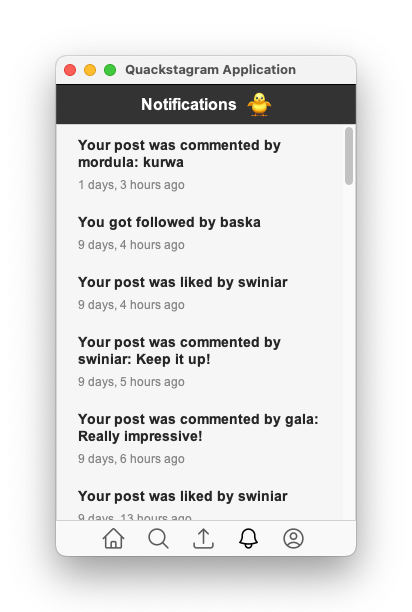 Quackstagram Application
Notifications
Your post was commented by
mordula: kurwa
1 days, 3 hours ago
You got followed by baska
9 days, 4 hours ago
Your post was liked by swiniar
9 days, 4 hours ago
Your post was commented by
swiniar: Keep it up!
9 days, 5 hours ago
Your post was commented by gala:
Really impressive!
9 days, 6 hours ago
Your post was liked by swiniar
9 days, 13 hours ago